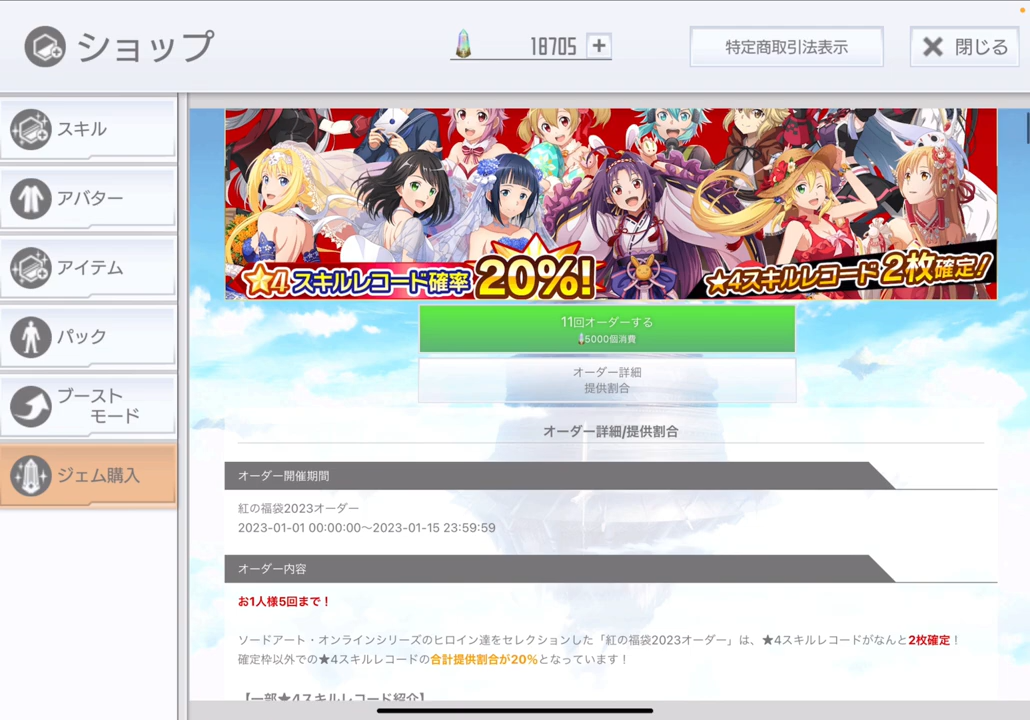 ショップ
18705
特定商取引法表示
閉じる
スキル
アバター
アイテム
パック
ブースト
モード
ジェム購入
★4スキルレコード確率20%!
★4スキルレコード2枚確定!
11回オーダーする
5000個消費
オーダー詳細
提供割合
オーダー詳細/提供割合
オーダー開催期間
紅の福袋2023オーダー
2023-01-01 00:00:00〜2023-01-15 23:59:59
オーダー内容
お1人様5回まで！
ソードアート・オンラインシリーズのヒロイン達をセレクションした「紅の福袋2023オーダー」は、★4スキルレコードがなんと2枚確定！
確定枠以外での★4スキルレコードの合計提供割合が20%となっています！
【一部★4スキルレコード紹介】